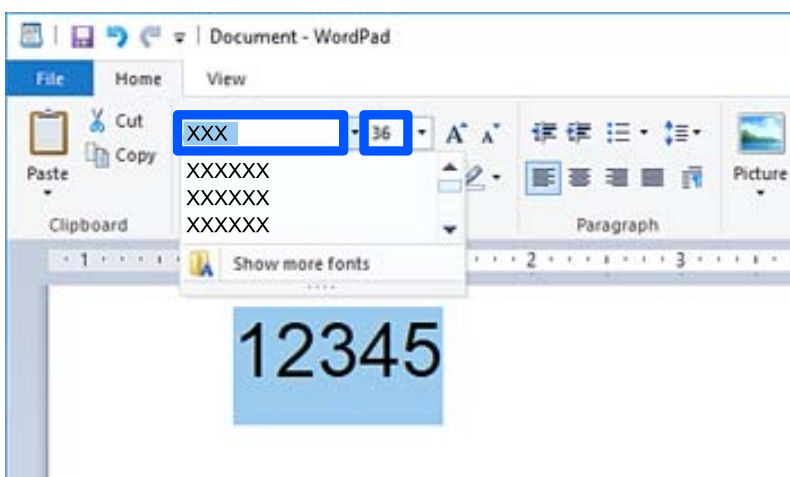 Document - WordPad
File Home View
Cut
Copy
Paste
Clipboard
XXX 36 A A
XXXXXX
XXXXXX
XXXXXX
Show more fonts
Paragraph
Picture
1 2 3
12345